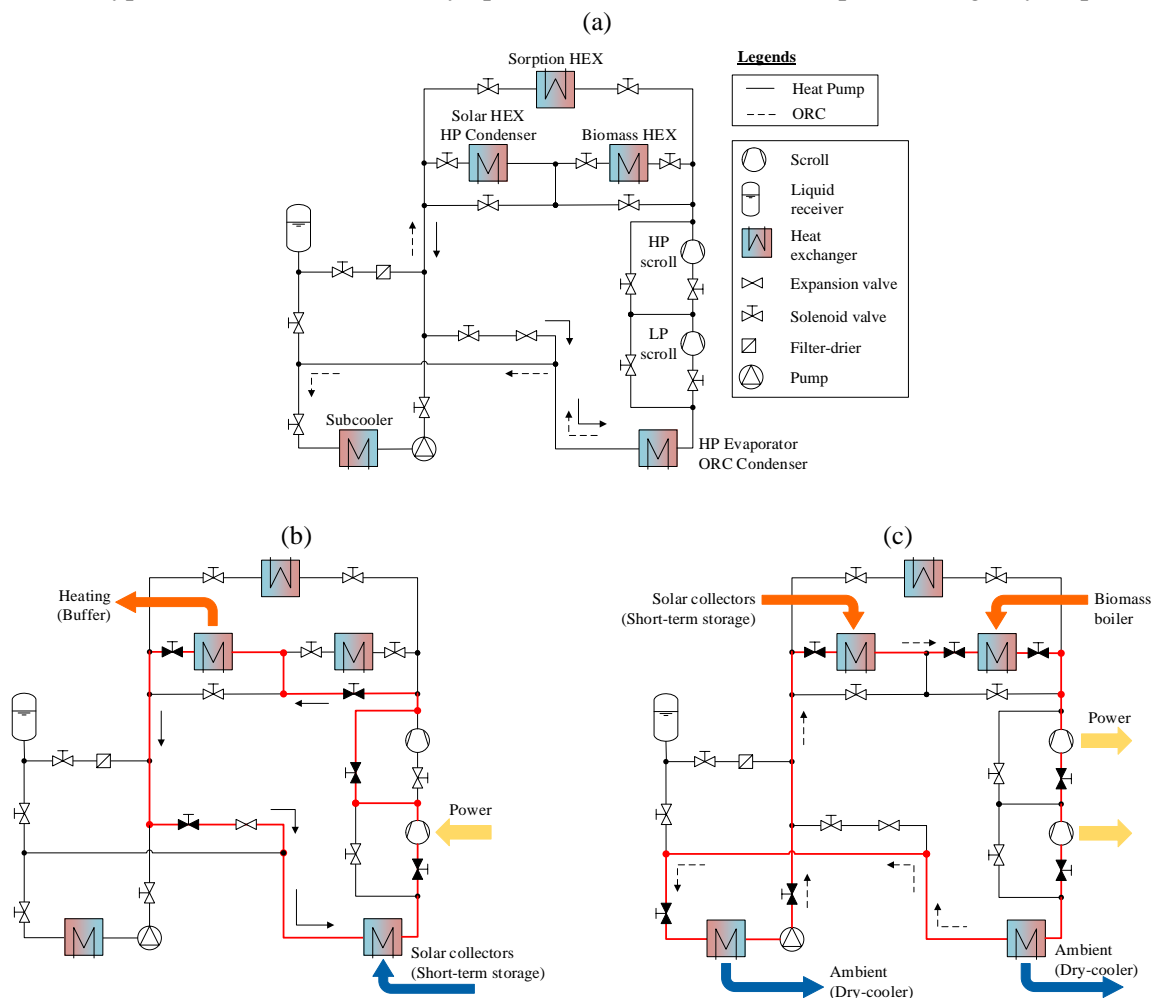 (a)
Sorption HEX
Solar HEX
HP Condenser
Biomass HEX
HP
scroll
LP
scroll
Subcooler
HP Evaporator
ORC Condenser
Legends
Heat Pump
ORC
Scroll
Liquid
receiver
Heat
exchanger
Expansion valve
Solenoid valve
Filter-drier
Pump
(b)
Heating
(Buffer)
Power
Solar collectors
(Short-term storage)
(c)
Solar collectors
(Short-term storage)
Biomass
boiler
Power
Ambient
(Dry-cooler)
Ambient
(Dry-cooler)